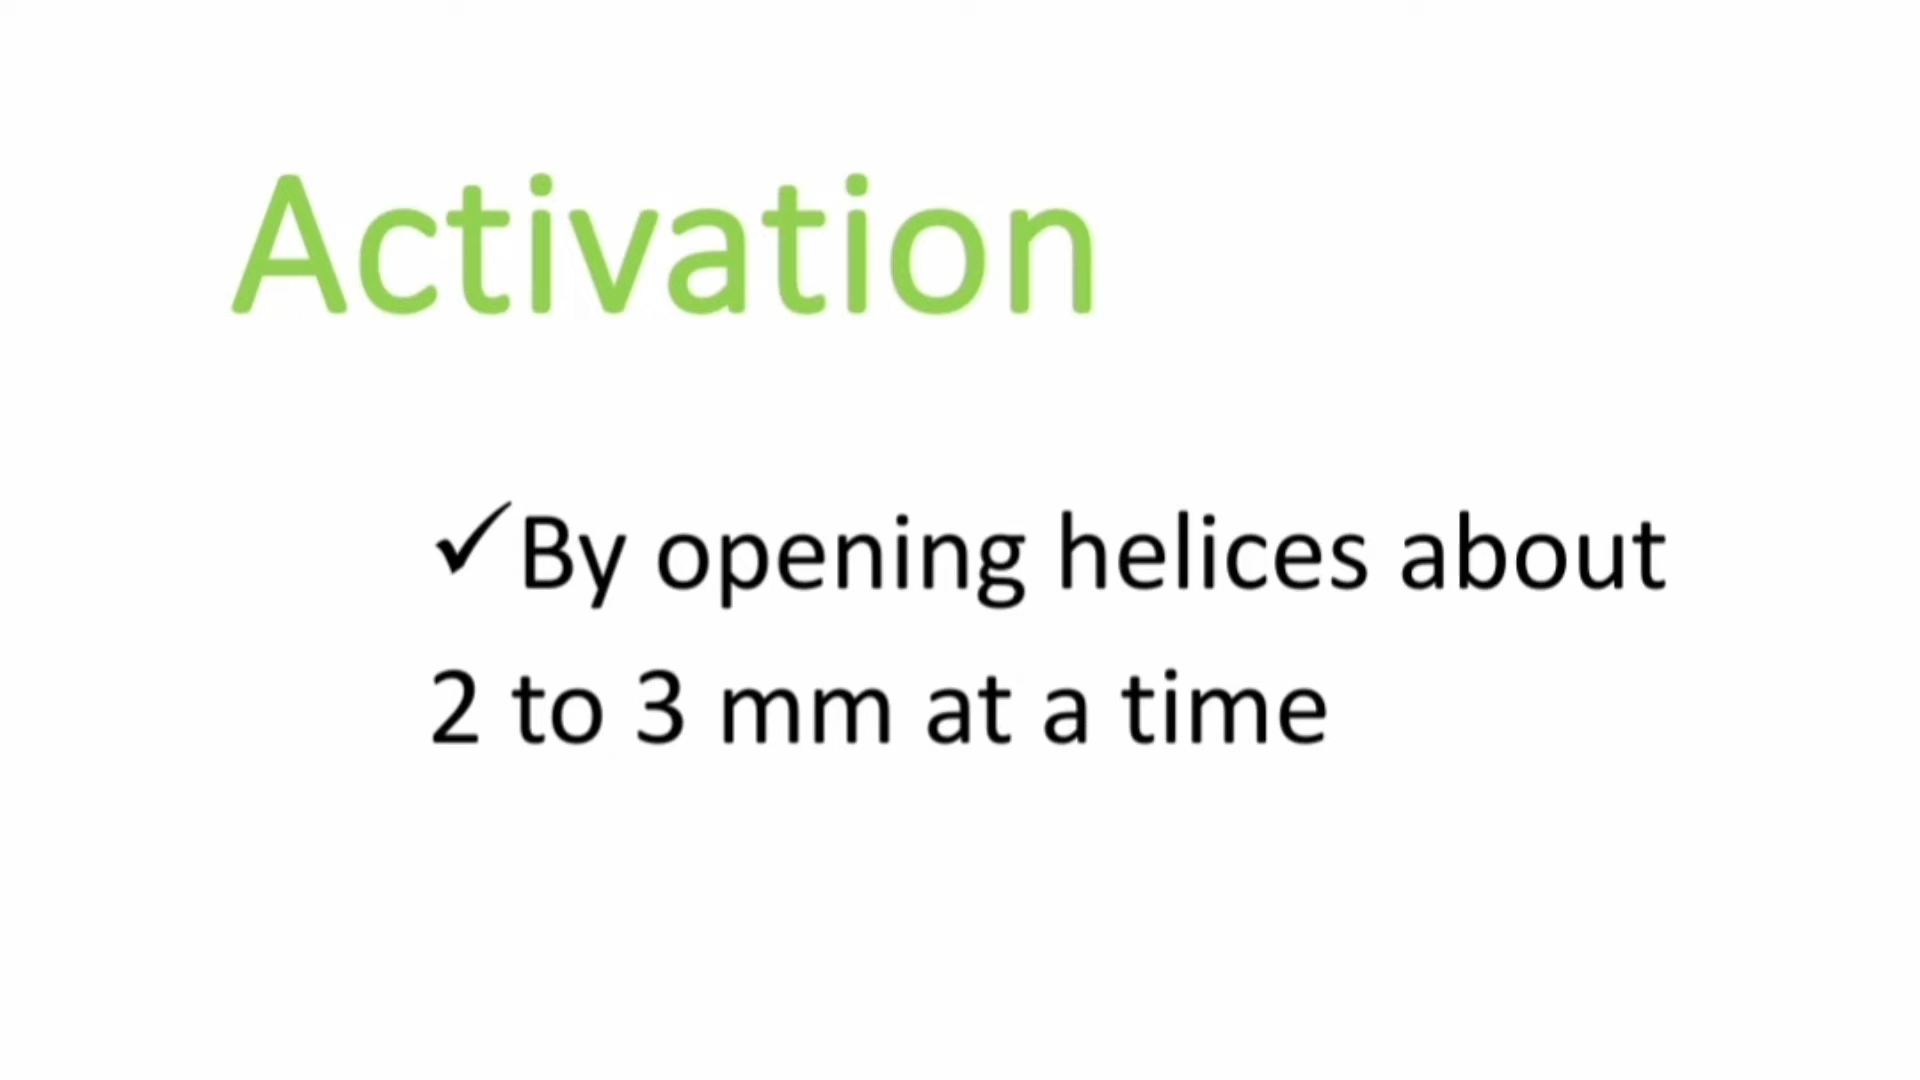 Activation
✓By opening helices about
2 to 3 mm at a time